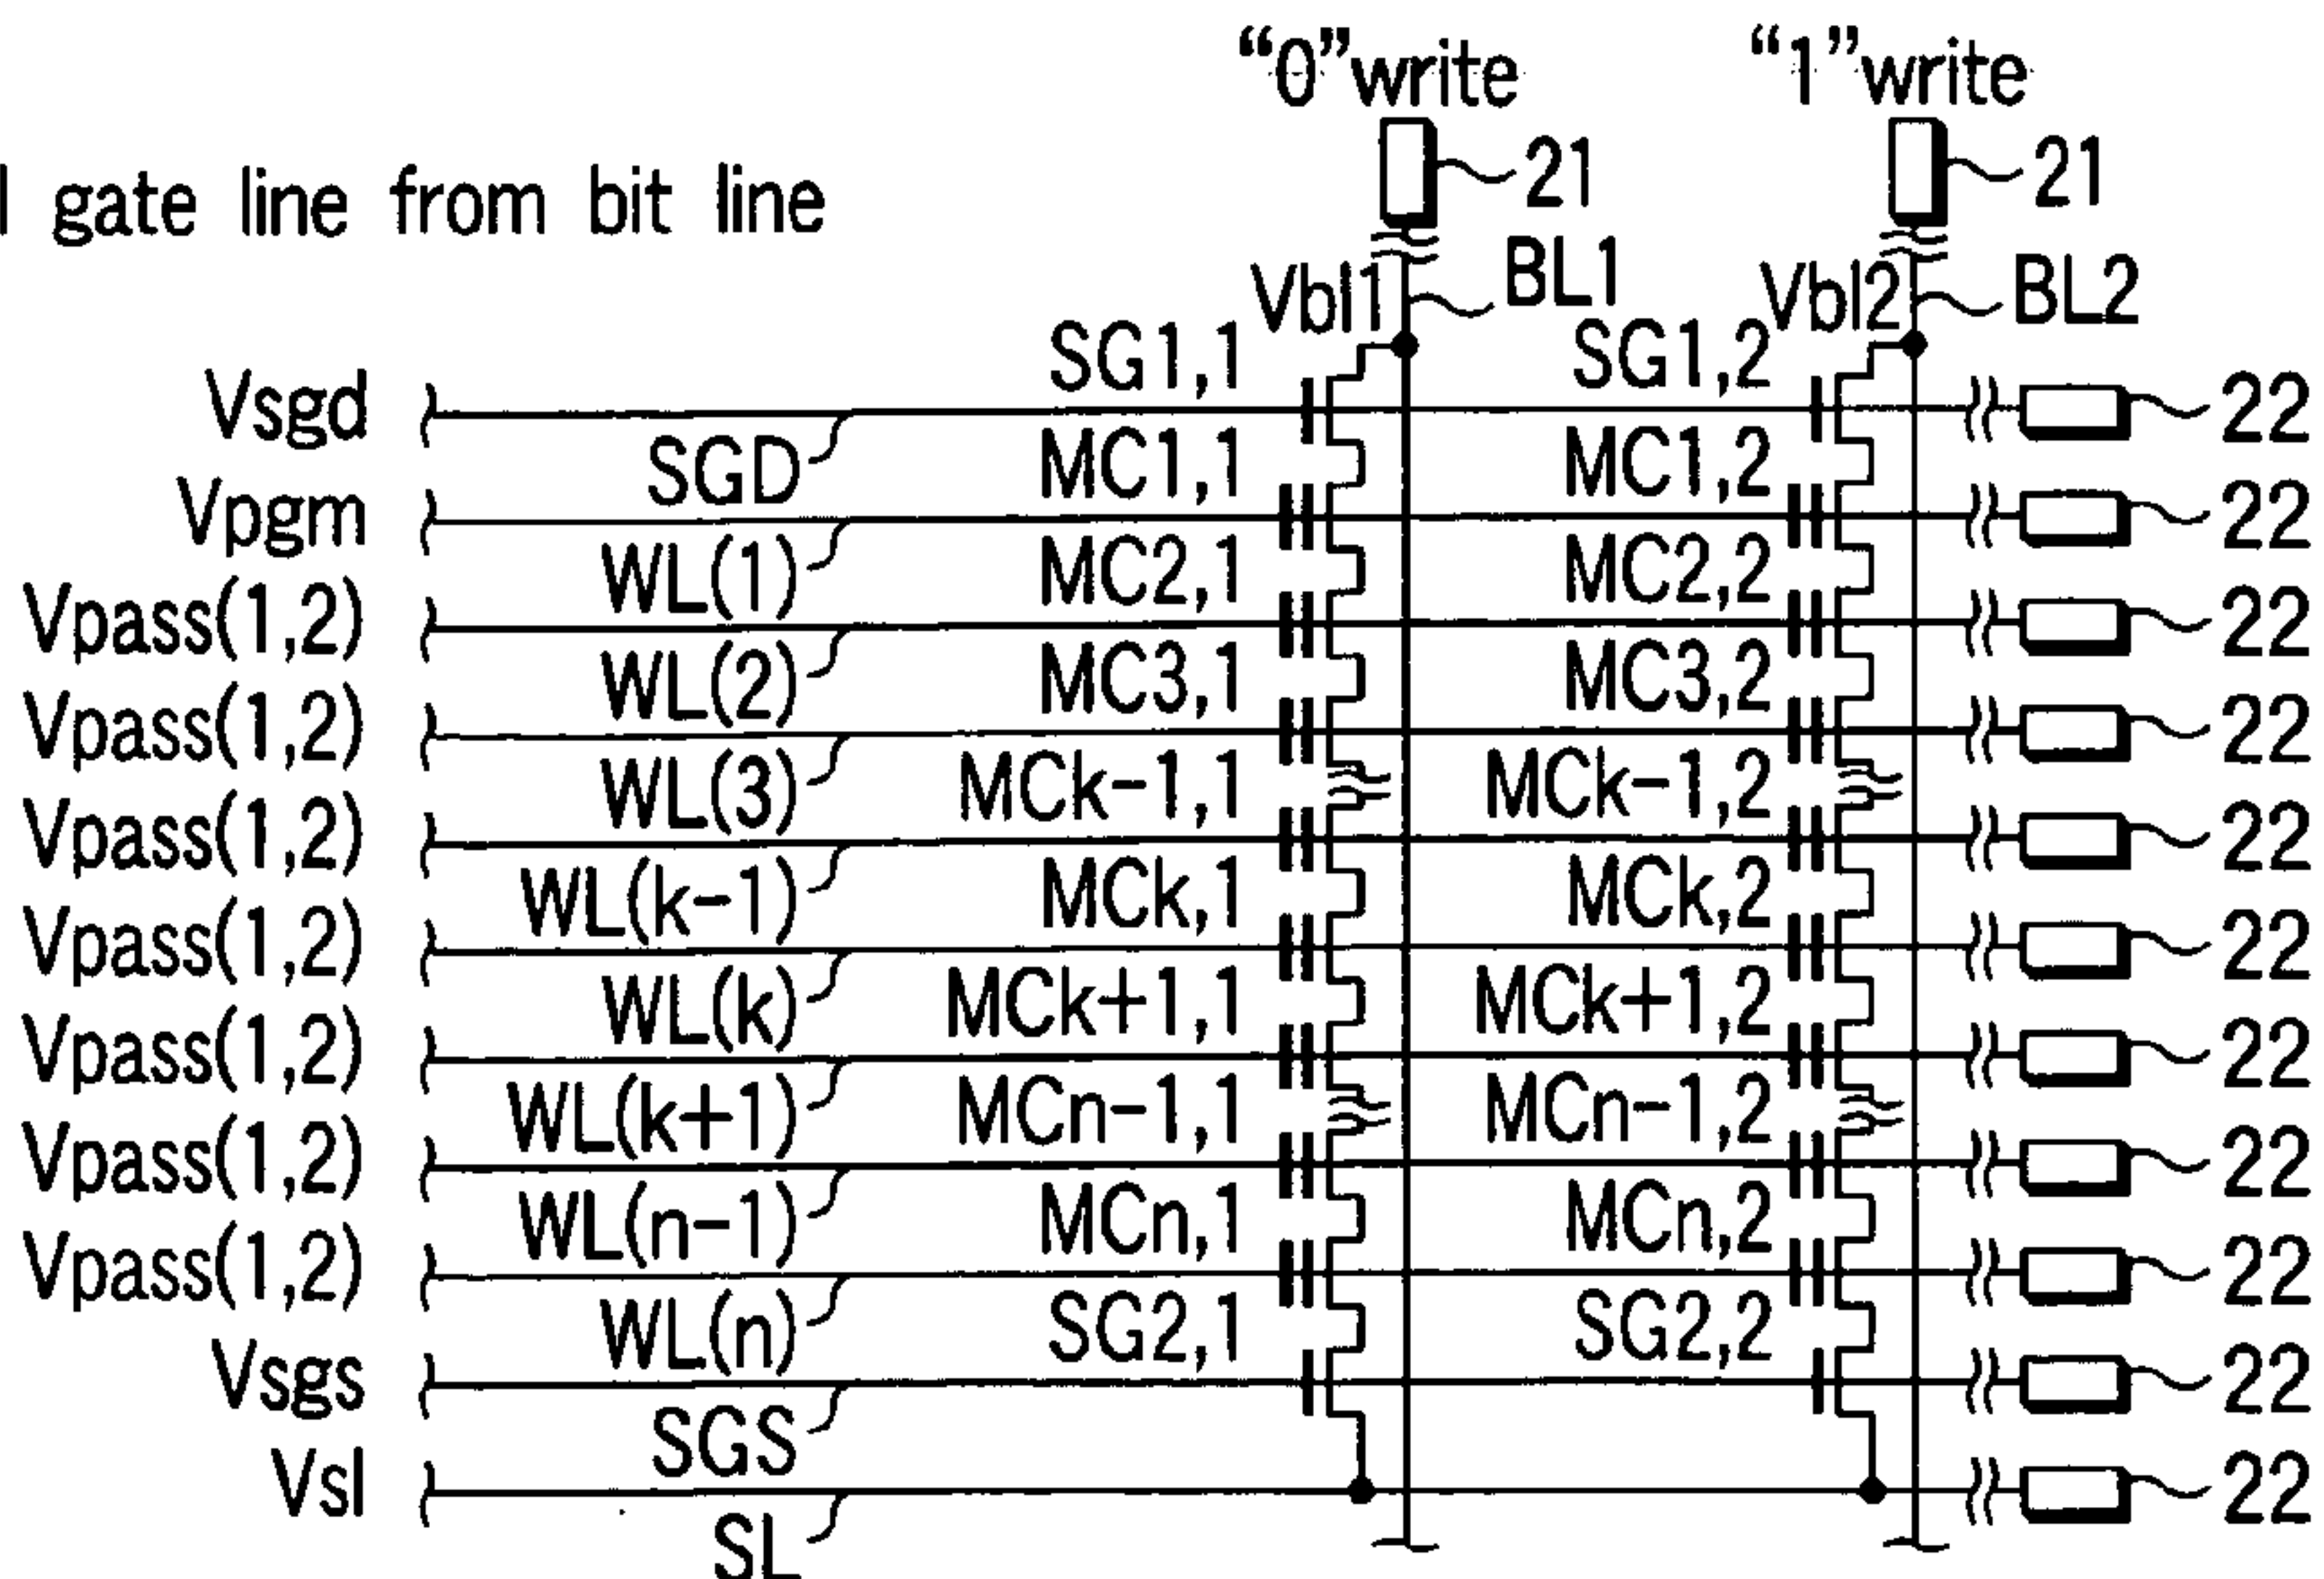 “0”write “1”write
21 21
l gate line from bit line
Vbl1 BL1 Vbl2 BL2
SG1,1 SG1,2
Vsgd 22
SGD MC1,1 MC1,2
Vpgm 22
WL(1) MC2,1 MC2,2
Vpass(1,2) 22
WL(2) MC3,1 MC3,2
Vpass(1,2) 22
WL(3) MCk-1,1 MCk-1,2
Vpass(1,2) 22
WL(k-1) MCk,1 MCk,2
Vpass(1,2) 22
WL(k) MCk+1,1 MCk+1,2
Vpass(1,2) 22
WL(k+1) MCn-1,1 MCn-1,2
Vpass(1,2) 22
WL(n-1) MCn,1 MCn,2
Vpass(1,2) 22
WL(n) SG2,1 SG2,2
Vsgs 22
SGS
Vsl 22
SL